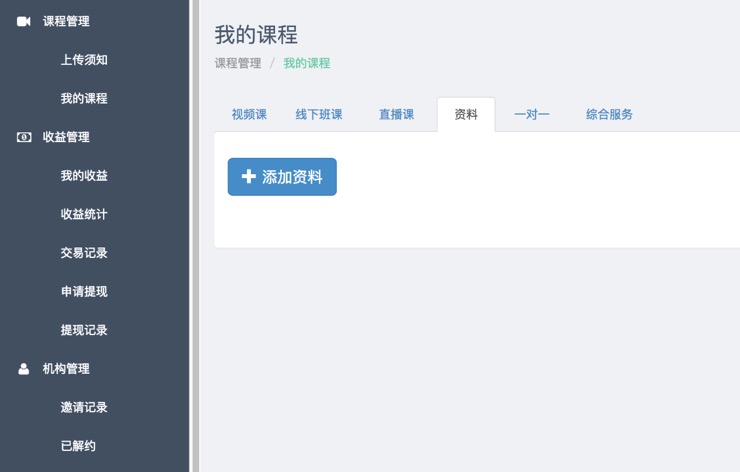 课程管理
上传须知
我的课程
收益管理
我的收益
收益统计
交易记录
申请提现
提现记录
机构管理
邀请记录
已解约
我的课程
课程管理 / 我的课程
视频课 线下班课 直播课 资料 一对一 综合服务
添加资料